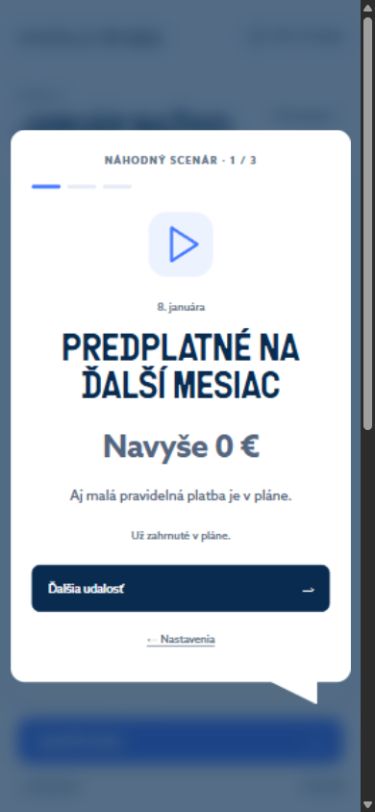 NÁHODNÝ SCENÁR · 1 / 3
8. januára
PREDPLATNÉ NA
ĎALŠÍ MESIAC
Navyše 0 €
Aj malá pravidelná platba je v pláne.
Už zahrnuté v pláne.
Ďalšia udalosť →
← Nastavenia